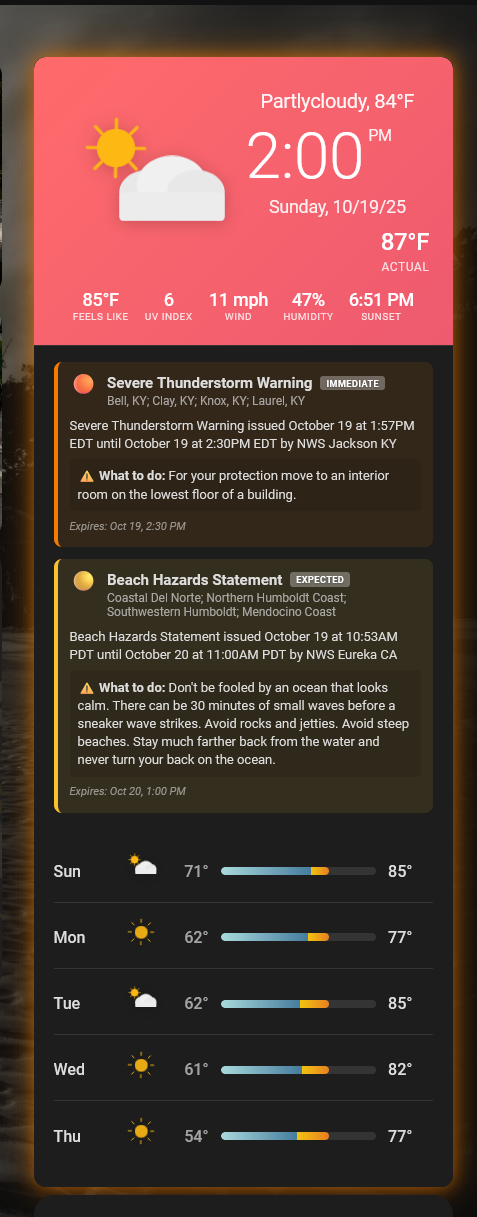 Partlycloudy, 84°F
2:00 PM
Sunday, 10/19/25
87°F
ACTUAL
85°F 6 11 mph 47% 6:51 PM
FEELS LIKE UV INDEX WIND HUMIDITY SUNSET
Severe Thunderstorm Warning IMMEDIATE
Bell, KY; Clay, KY; Knox, KY; Laurel, KY
Severe Thunderstorm Warning issued October 19 at 1:57PM
EDT until October 19 at 2:30PM EDT by NWS Jackson KY
What to do: For your protection move to an interior
room on the lowest floor of a building.
Expires: Oct 19, 2:30 PM
Beach Hazards Statement EXPECTED
Coastal Del Norte; Northern Humboldt Coast;
Southwestern Humboldt; Mendocino Coast
Beach Hazards Statement issued October 19 at 10:53AM
PDT until October 20 at 11:00AM PDT by NWS Eureka CA
What to do: Don't be fooled by an ocean that looks
calm. There can be 30 minutes of small waves before a
sneaker wave strikes. Avoid rocks and jetties. Avoid steep
beaches. Stay much farther back from the water and
never turn your back on the ocean.
Expires: Oct 20, 1:00 PM
Sun 71° 85°
Mon 62° 77°
Tue 62° 85°
Wed 61° 82°
Thu 54° 77°